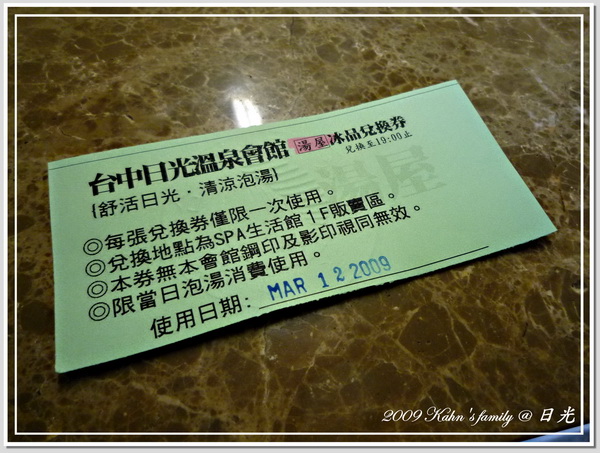 台中日光溫泉會館 湯屋 冰品兌換券
兌換至19:00止
{舒活日光‧清涼泡湯}
◎每張兌換券僅限一次使用。
◎兌換地點為SPA生活館1F販賣區。
◎本券無本會館鋼印及影印視同無效。
◎限當日泡湯消費使用。
使用日期: MAR 12 2009
2009 Kahn's family @ 日光